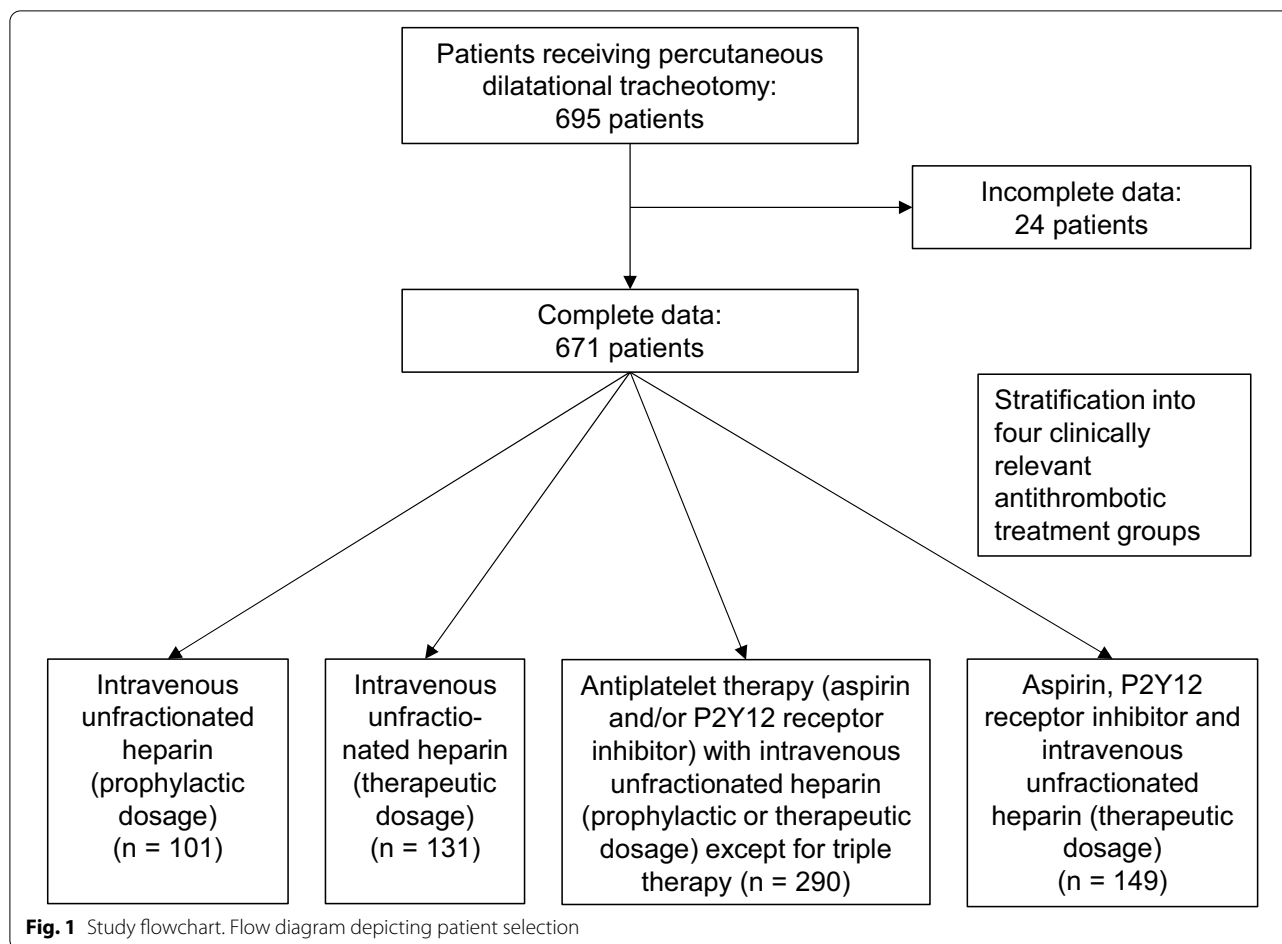 Patients receiving percutaneous
dilatational tracheotomy:
695 patients
Incomplete data:
24 patients
Complete data:
671 patients
Stratification into
four clinically
relevant
antithrombotic
treatment groups
Intravenous
unfractionated
heparin
(prophylactic
dosage)
(n = 101)
Intravenous
unfractio-
nated heparin
(therapeutic
dosage)
(n = 131)
Antiplatelet therapy (aspirin
and/or P2Y12 receptor
inhibitor) with intravenous
unfractionated heparin
(prophylactic or therapeutic
dosage) except for triple
therapy (n = 290)
Aspirin, P2Y12
receptor inhibitor and
intravenous
unfractionated
heparin (therapeutic
dosage)
(n = 149)
Fig. 1 Study flowchart. Flow diagram depicting patient selection